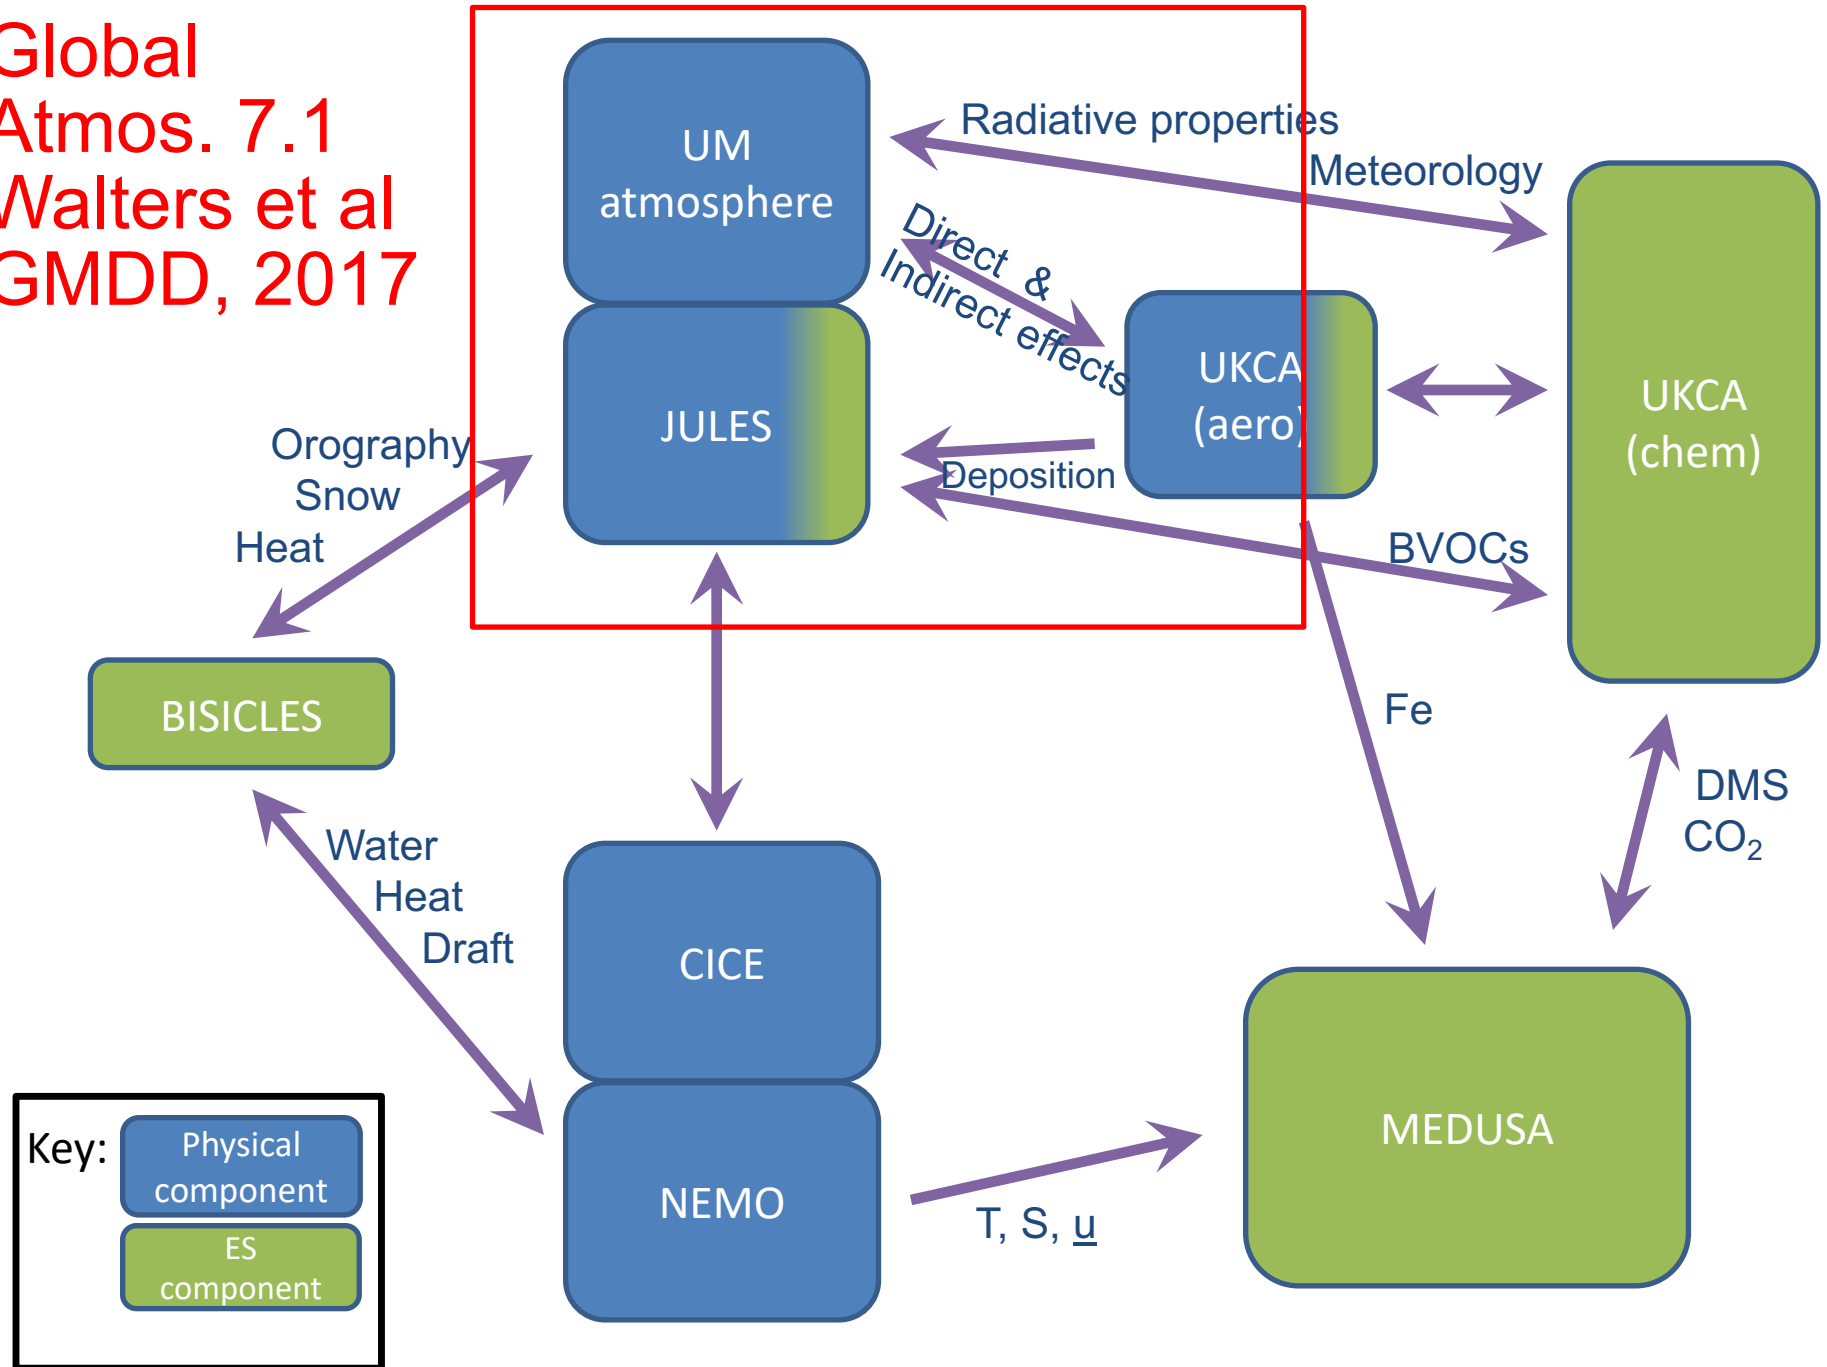 Global
Atmos. 7.1
Walters et al
GMDD, 2017
UM
atmosphere
Radiative properties
Meteorology
Direct &
Indirect effects
JULES
UKCA
(aero)
UKCA
(chem)
Deposition
BVOCs
Orography
Snow
Heat
BISICLES
Fe
DMS
CO₂
Water
Heat
Draft
CICE
NEMO
T, S, u
MEDUSA
Key:
Physical
component
ES
component